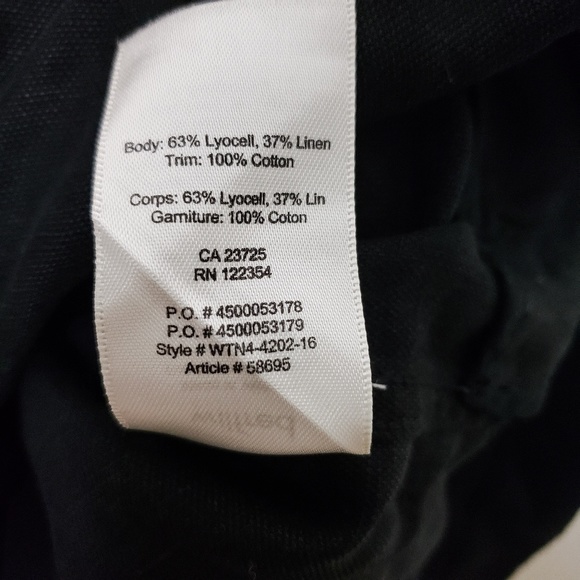 Body: 63% Lyocell, 37% Linen
Trim: 100% Cotton
Corps: 63% Lyocell, 37% Lin
Garniture: 100% Coton
CA 23725
RN 122354
P.O. # 4500053178
P.O. # 4500053179
Style # WTN4-4202-16
Article # 58695
wilfred